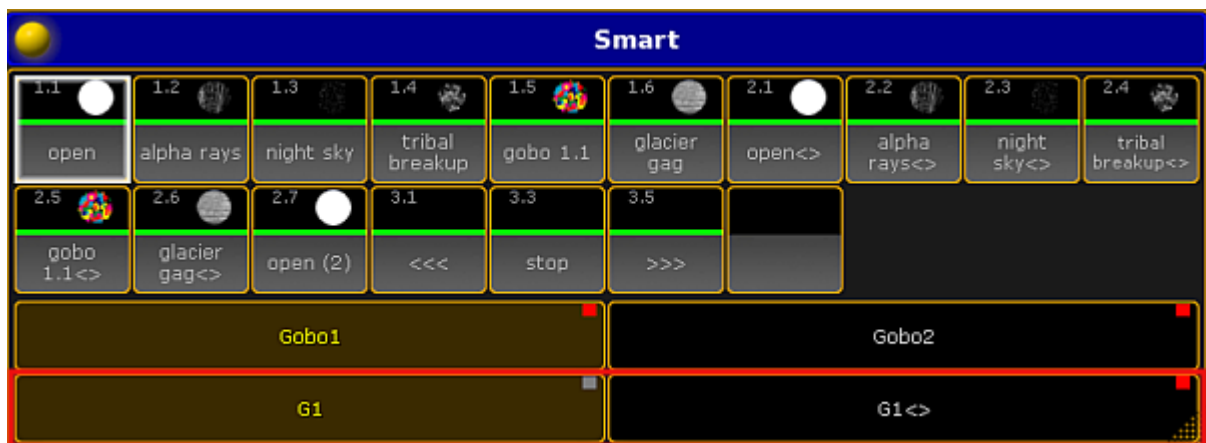 Smart
1.1 1.2 1.3 1.4 1.5 1.6 2.1 2.2 2.3 2.4
open alpha rays night sky tribal breakup gobo 1.1 glacier gag open<> alpha rays<> night sky<> tribal breakup<>
2.5 2.6 2.7 3.1 3.3 3.5
gobo 1.1<> glacier gag<> open (2) <<< stop >>>
Gobo1 Gobo2
G1 G1<>